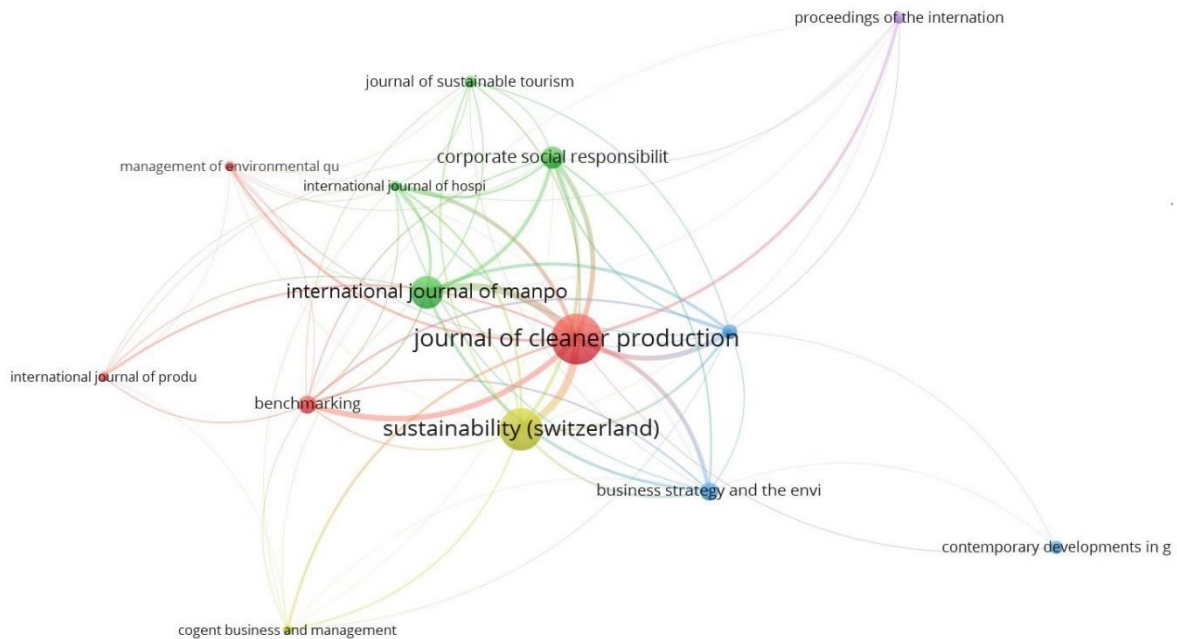 proceedings of the internation
journal of sustainable tourism
corporate social responsibilit
management of environmental qu
international journal of hospi
international journal of manpo
journal of cleaner production
international journal of produ
benchmarking
sustainability (switzerland)
business strategy and the envi
contemporary developments in g
cogent business and management